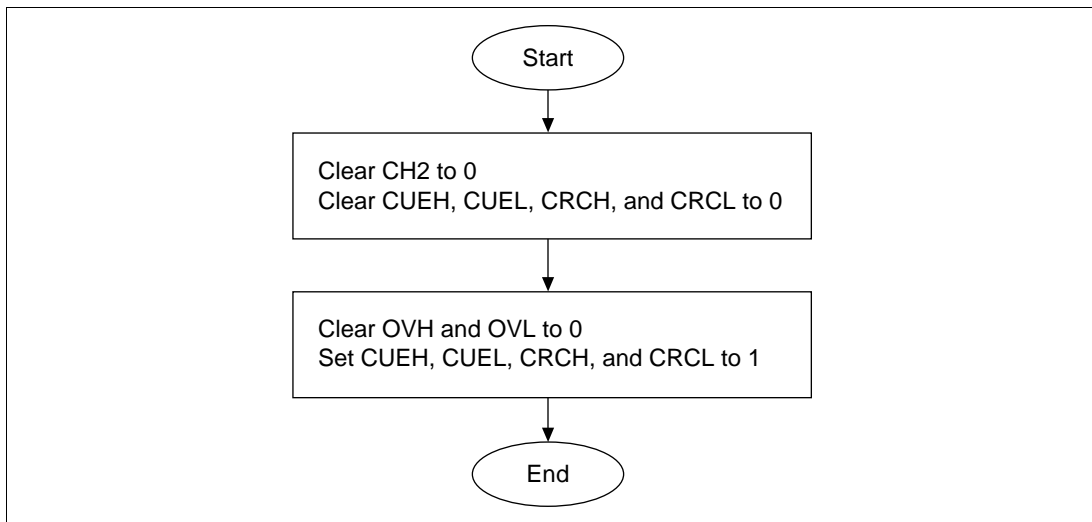 Start
Clear CH2 to 0
Clear CUEH, CUEL, CRCH, and CRCL to 0
Clear OVH and OVL to 0
Set CUEH, CUEL, CRCH, and CRCL to 1
End